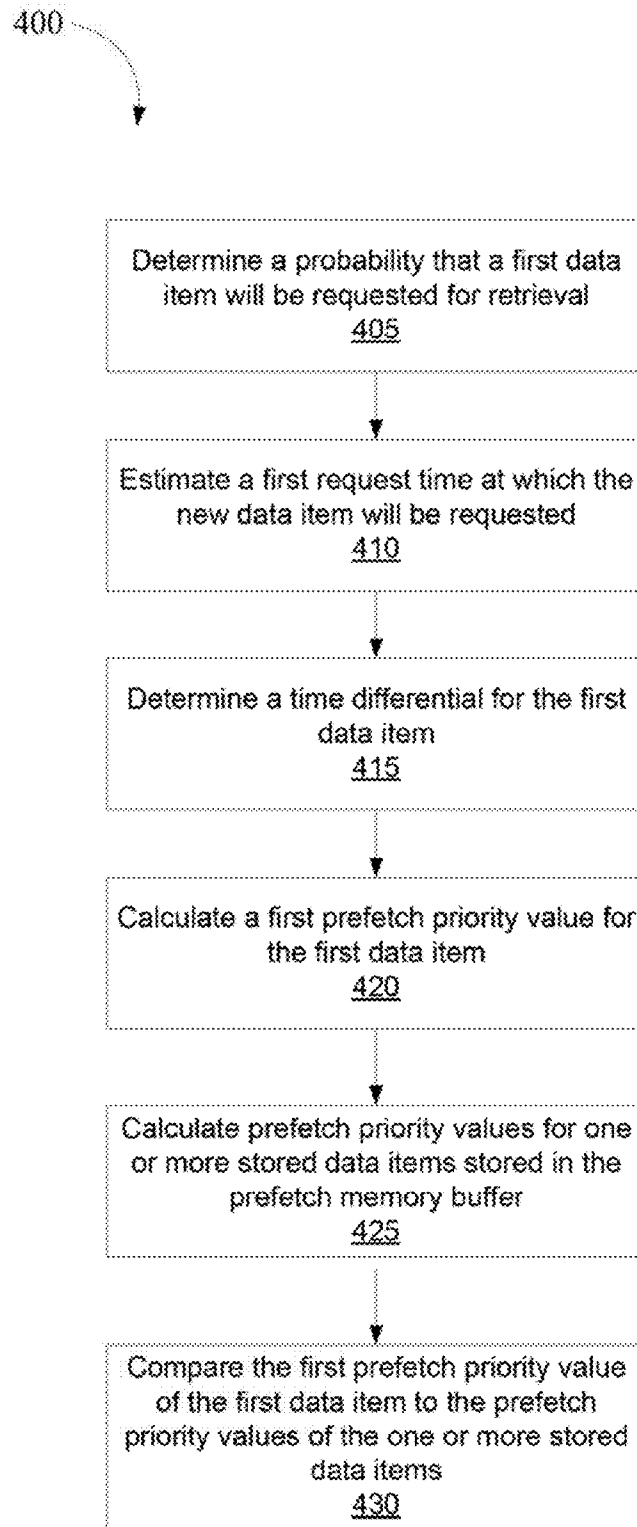 400
Determine a probability that a first data
item will be requested for retrieval
405
Estimate a first request time at which the
new data item will be requested
410
Determine a time differential for the first
data item
415
Calculate a first prefetch priority value for
the first data item
420
Calculate prefetch priority values for one
or more stored data items stored in the
prefetch memory buffer
425
Compare the first prefetch priority value
of the first data item to the prefetch
priority values of the one or more stored
data items
430